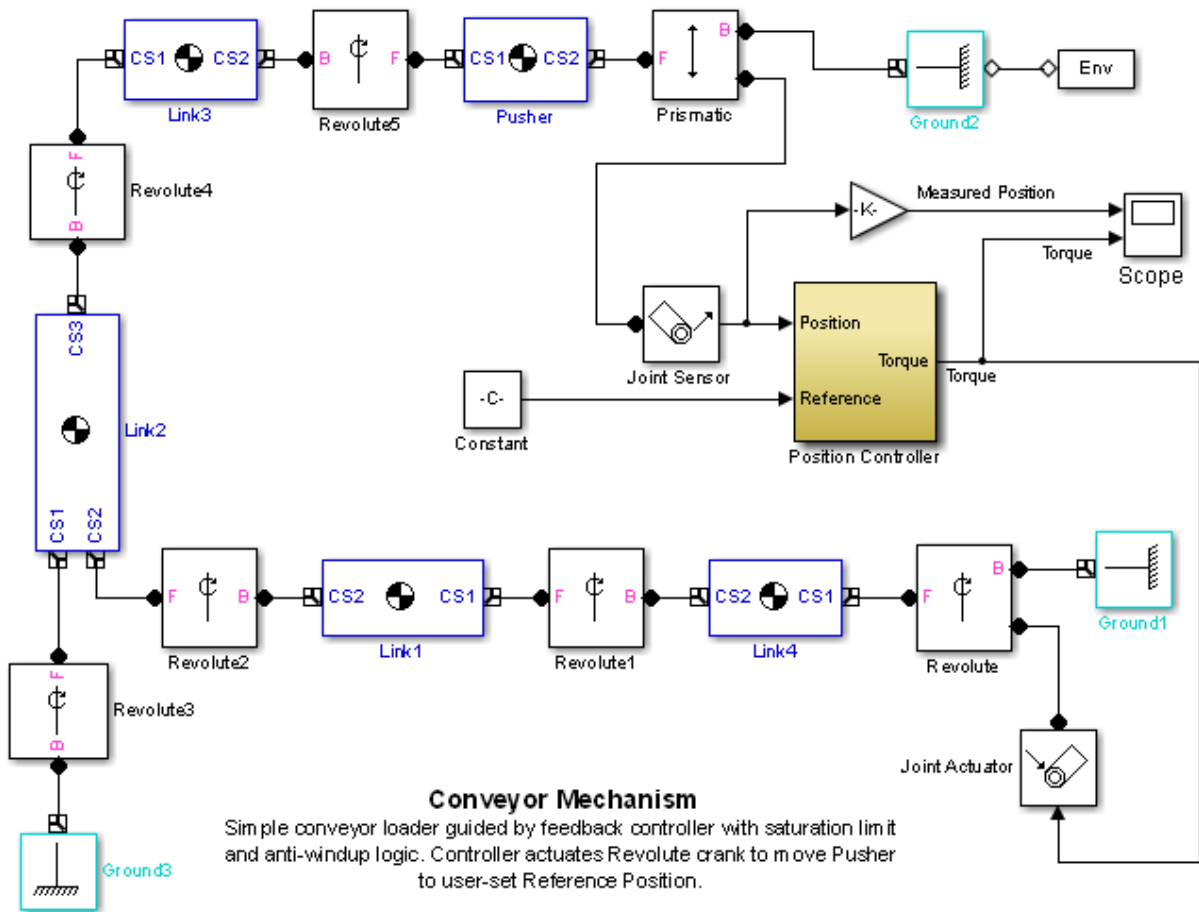 CS1 CS2
Link3
B F
Revolute5
CS1 CS2
Pusher
F B
Prismatic
Ground2
Env
F
B
Revolute4
-K-
Measured Position
Torque
Scope
CS3
CS1
CS2
Link2
Joint Sensor
Position
Torque
Reference
Position Controller
Torque
-C-
Constant
F B
Revolute2
CS2 CS1
Link1
F B
Revolute1
CS2 CS1
Link4
F B
Revolute
Ground1
F
B
Revolute3
Ground3
Joint Actuator
Conveyor Mechanism
Simple conveyor loader guided by feedback controller with saturation limit
and anti-windup logic. Controller actuates Revolute crank to move Pusher
to user-set Reference Position.